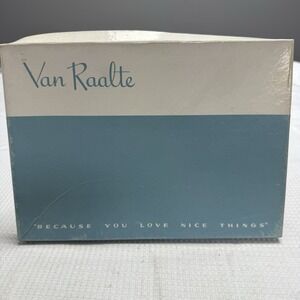 Van Raalte
"BECAUSE YOU LOVE NICE THINGS"